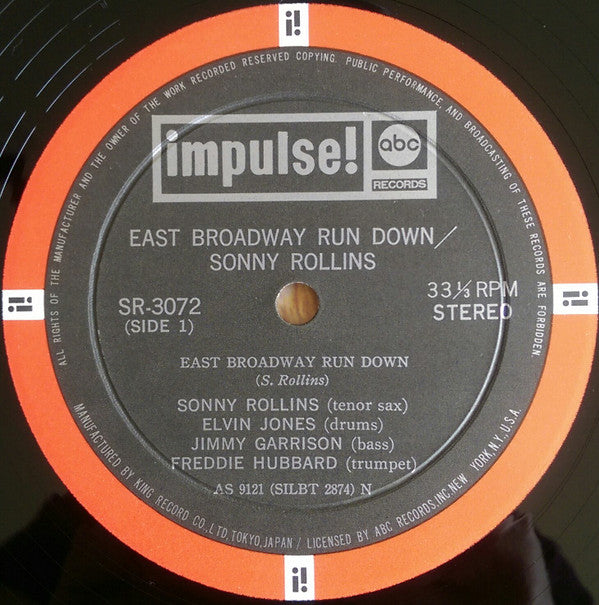 i!
ALL RIGHTS OF THE MANUFACTURER AND THE OWNER OF THE WORK RECORDED RESERVED COPYING. PUBLIC PERFORMANCE, AND BROADCASTING OF THESE RECORDS ARE FORBIDDEN.
impulse!
abc
RECORDS
EAST BROADWAY RUN DOWN/
SONNY ROLLINS
i!
i!
SR-3072
33⅓ RPM
(SIDE 1)
STEREO
EAST BROADWAY RUN DOWN
(S. Rollins)
SONNY ROLLINS (tenor sax)
ELVIN JONES (drums)
JIMMY GARRISON (bass)
FREDDIE HUBBARD (trumpet)
AS 9121 (SILBT 2874) N
MANUFACTURED BY KING RECORD CO., LTD, TOKYO, JAPAN / LICENSED BY ABC RECORDS, INC. NEW YORK, N.Y., U.S.A.
i!